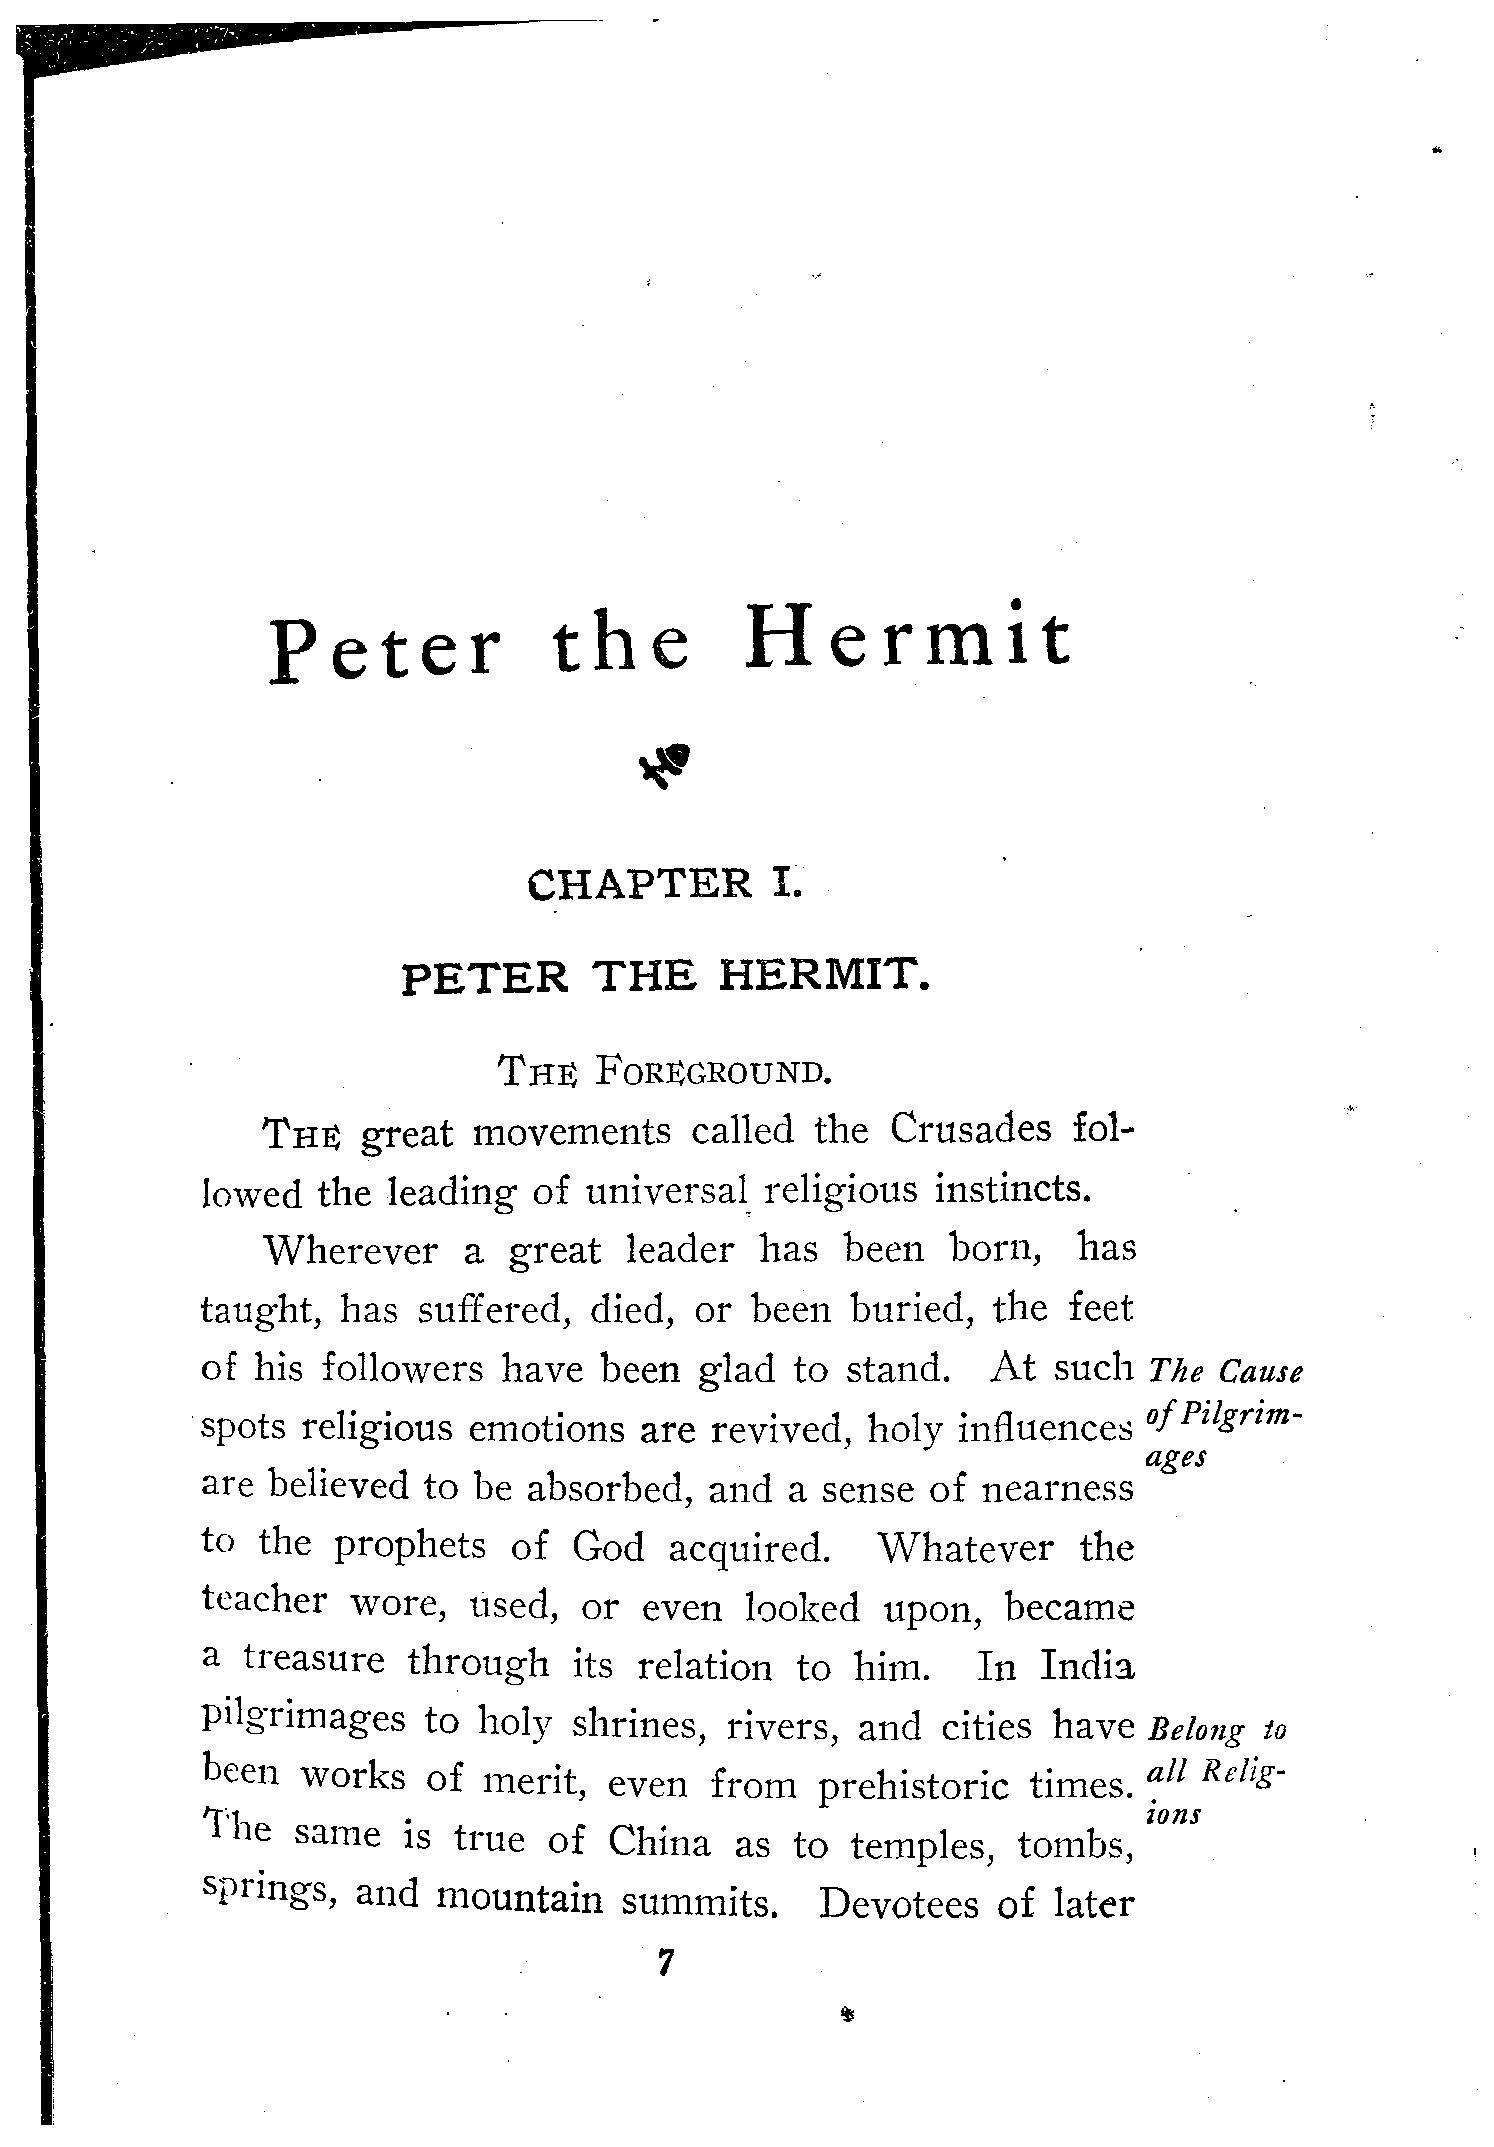 Peter the Hermit
CHAPTER I.
PETER THE HERMIT.
THE FOREGROUND.
THE great movements called the Crusades fol-
lowed the leading of universal religious instincts.
Wherever a great leader has been born, has
taught, has suffered, died, or been buried, the feet
of his followers have been glad to stand. At such
spots religious emotions are revived, holy influences
are believed to be absorbed, and a sense of nearness
to the prophets of God acquired. Whatever the
teacher wore, used, or even looked upon, became
a treasure through its relation to him. In India
pilgrimages to holy shrines, rivers, and cities have
been works of merit, even from prehistoric times.
The same is true of China as to temples, tombs,
springs, and mountain summits. Devotees of later
The Cause
of Pilgrim-
ages
Belong to
all Relig-
ions
7